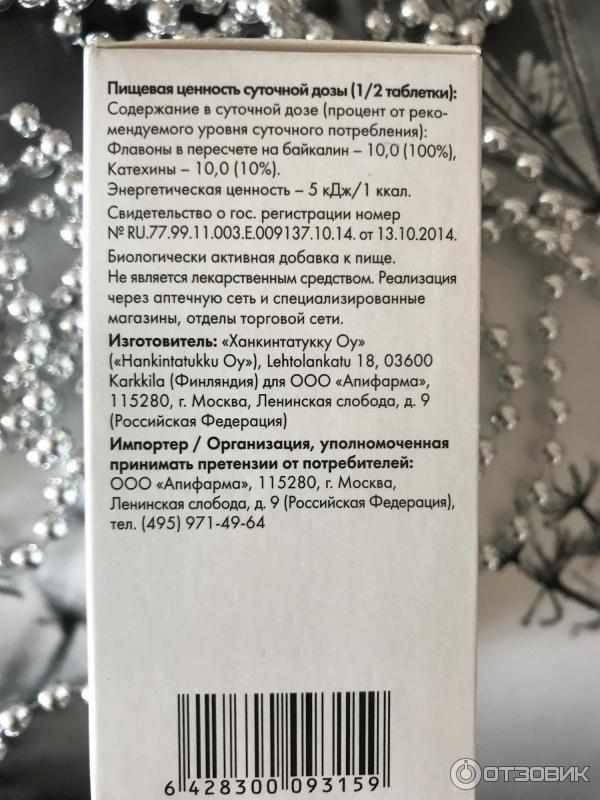 Пищевая ценность суточной дозы (1/2 таблетки):
Содержание в суточной дозе (процент от реко-
мендуемого уровня суточного потребления):
Флавоны в пересчете на байкалин – 10,0 (100%),
Катехины – 10,0 (10%).
Энергетическая ценность – 5 кДж/1 ккал.
Свидетельство о гос. регистрации номер
№ RU.77.99.11.003.Е.009137.10.14. от 13.10.2014.
Биологически активная добавка к пище.
Не является лекарственным средством. Реализация
через аптечную сеть и специализированные
магазины, отделы торговой сети.
Изготовитель: «Ханкинтатукку Оу»
(«Hankintatukku Oy»), Lehtolankatu 18, 03600
Karkkila (Финляндия) для ООО «Апифарма»,
115280, г. Москва, Ленинская слобода, д. 9
(Российская Федерация)
Импортер / Организация, уполномоченная
принимать претензии от потребителей:
ООО «Апифарма», 115280, г. Москва,
Ленинская слобода, д. 9 (Российская Федерация),
тел. (495) 971-49-64
6 428300 093159
ОТЗОВИК